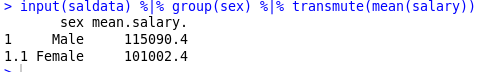 > input(saldata) %|% group(sex) %|% transmute(mean(salary))
sex mean.salary.
1 Male 115090.4
1.1 Female 101002.4
>